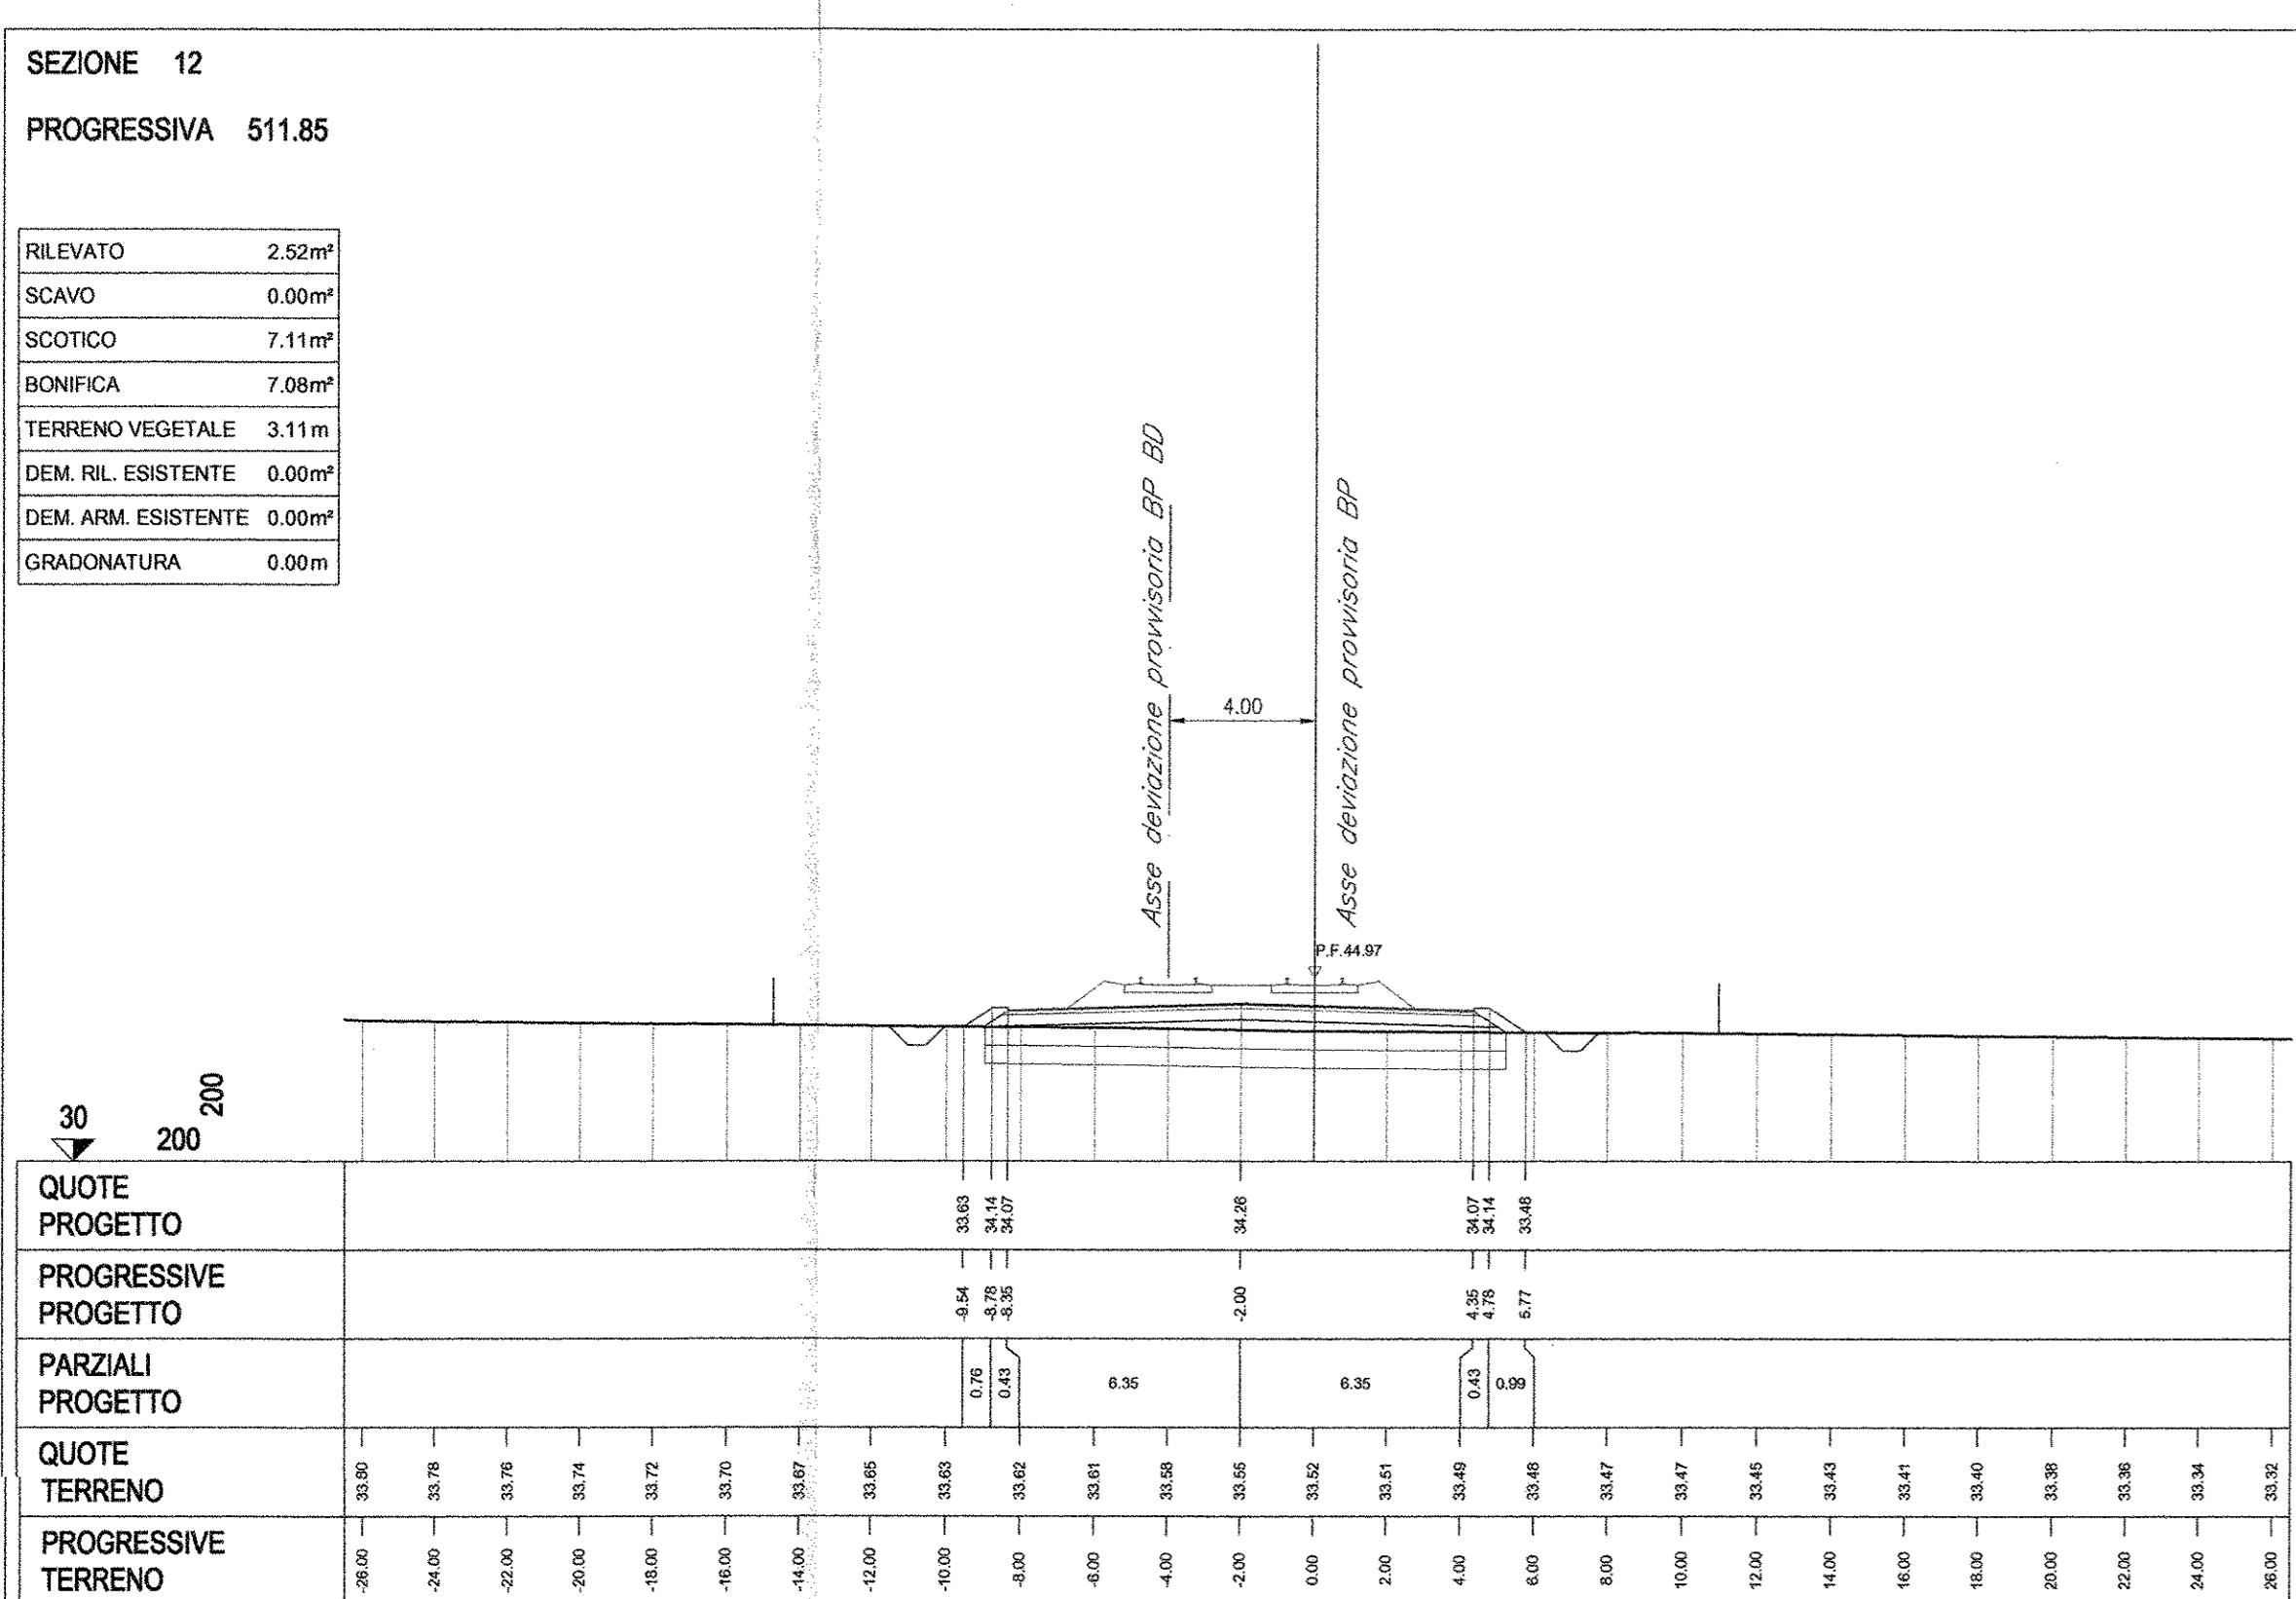 SEZIONE 12
PROGRESSIVA 511.85
RILEVATO 2.52m²
SCAVO 0.00m²
SCOTICO 7.11m²
BONIFICA 7.08m²
TERRENO VEGETALE 3.11m
DEM. RIL. ESISTENTE 0.00m²
DEM. ARM. ESISTENTE 0.00m²
GRADONATURA 0.00m
Asse deviazione provvisoria BP BD
Asse deviazione provvisoria BP
4.00
P.F.44.97
30
200
200
QUOTE
PROGETTO
33.63 34.14 34.07 34.26 34.07 34.14 33.48
PROGRESSIVE
PROGETTO
-9.54 -8.78 -8.35 -2.00 4.35 4.78 5.77
PARZIALI
PROGETTO
0.76 0.43 6.35 6.35 0.43 0.99
QUOTE
TERRENO
33.80 33.78 33.76 33.74 33.72 33.70 33.67 33.65 33.63 33.62 33.61 33.58 33.55 33.52 33.51 33.49 33.48 33.47 33.47 33.45 33.43 33.41 33.40 33.38 33.36 33.34 33.32
PROGRESSIVE
TERRENO
-26.00 -24.00 -22.00 -20.00 -18.00 -16.00 -14.00 -12.00 -10.00 -8.00 -6.00 -4.00 -2.00 0.00 2.00 4.00 6.00 8.00 10.00 12.00 14.00 16.00 18.00 20.00 22.00 24.00 26.00